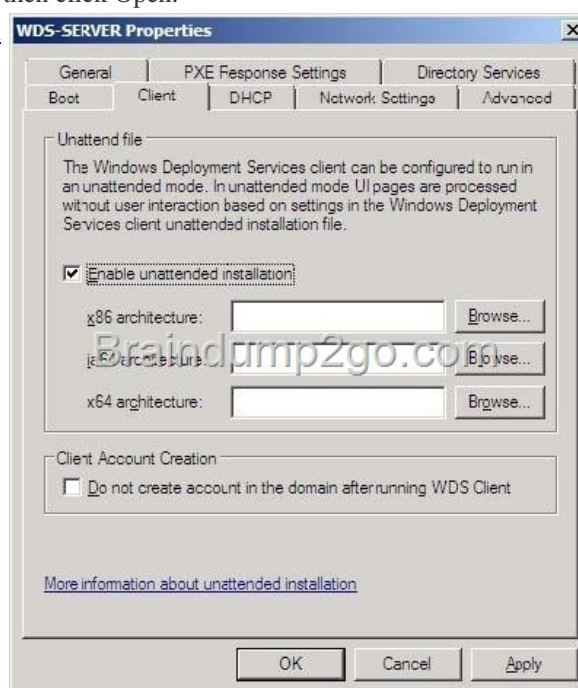 then click Open.
WDS-SERVER Properties
General PXE Response Settings Directory Services
Boot Client DHCP Network Settings Advanced
Unattend file
The Windows Deployment Services client can be configured to run in
an unattended mode. In unattended mode UI pages are processed
without user interaction based on settings in the Windows Deployment
Services client unattended installation file.
Enable unattended installation
x86 architecture: Browse...
ia64 architecture: Browse...
Braindump2go.com
x64 architecture: Browse...
Client Account Creation
Do not create account in the domain after running WDS Client
More information about unattended installation
OK Cancel Apply